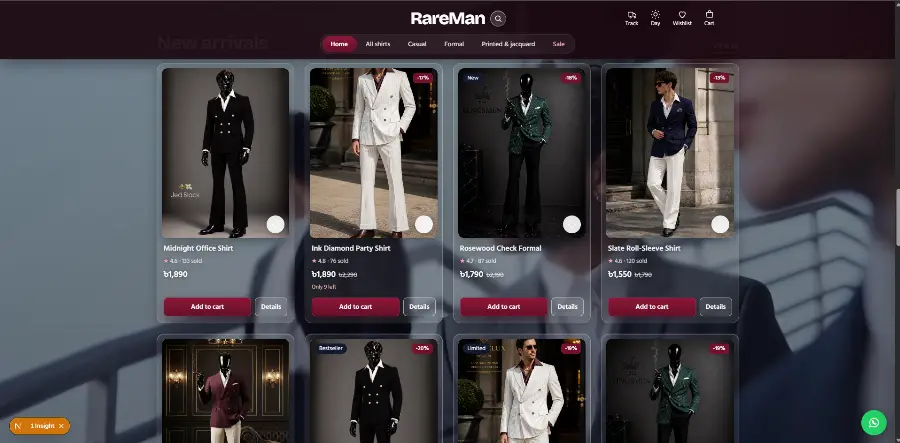 RareMan
Track
Day
Wishlist
Cart
New arrivals
Home
All shirts
Casual
Formal
Printed & jacquard
Sale
-17%
New
-18%
-13%
Jed Black
Midnight Office Shirt
★ 4.6 · 133 sold
৳1,890
Add to cart
Details
Ink Diamond Party Shirt
★ 4.8 · 76 sold
৳1,890 ৳2,290
Only 9 left
Add to cart
Details
Rosewood Check Formal
★ 4.7 · 87 sold
৳1,790 ৳2,190
Add to cart
Details
Slate Roll-Sleeve Shirt
★ 4.6 · 120 sold
৳1,550 ৳1,790
Add to cart
Details
Bestseller
-20%
Limited
-19%
-19%
N
1 Insight ×